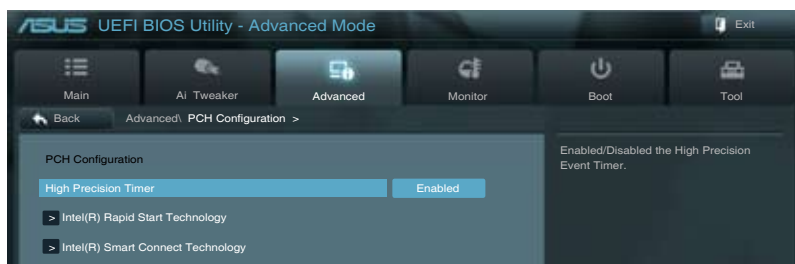 ASUS UEFI BIOS Utility - Advanced Mode
Exit
Main
Ai Tweaker
Advanced
Monitor
Boot
Tool
Back
Advanced\ PCH Configuration >
PCH Configuration
High Precision Timer Enabled
> Intel(R) Rapid Start Technology
> Intel(R) Smart Connect Technology
Enabled/Disabled the High Precision
Event Timer.